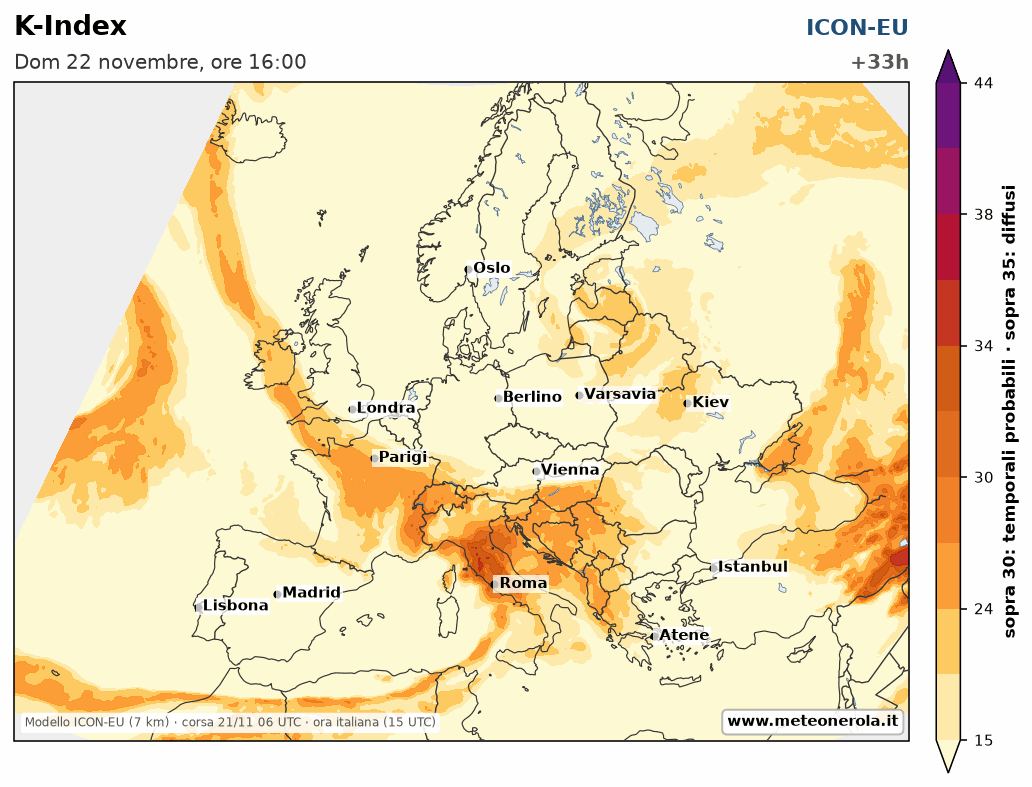 K-Index
ICON-EU
Dom 22 novembre, ore 16:00
+33h
Oslo
Londra
Berlino
Varsavia
Kiev
Parigi
Vienna
Istanbul
Roma
Madrid
Lisbona
Atene
Modello ICON-EU (7 km) · corsa 21/11 06 UTC · ora italiana (15 UTC)
www.meteonerola.it
44
38
34
30
24
15
sopra 30: temporali probabili · sopra 35: diffusi